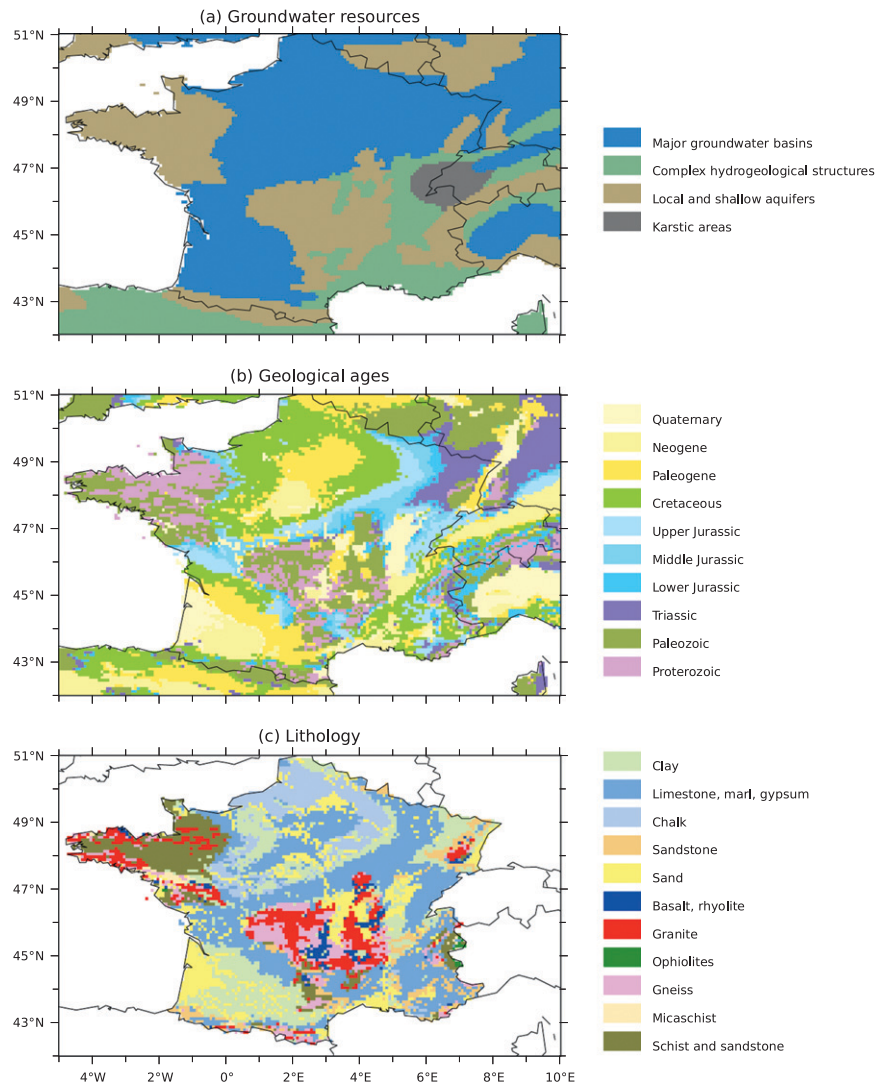 (a) Groundwater resources
51°N
49°N
47°N
45°N
43°N
Major groundwater basins
Complex hydrogeological structures
Local and shallow aquifers
Karstic areas
(b) Geological ages
51°N
49°N
47°N
45°N
43°N
Quaternary
Neogene
Paleogene
Cretaceous
Upper Jurassic
Middle Jurassic
Lower Jurassic
Triassic
Paleozoic
Proterozoic
(c) Lithology
51°N
49°N
47°N
45°N
43°N
4°W 2°W 0° 2°E 4°E 6°E 8°E 10°E
Clay
Limestone, marl, gypsum
Chalk
Sandstone
Sand
Basalt, rhyolite
Granite
Ophiolites
Gneiss
Micaschist
Schist and sandstone